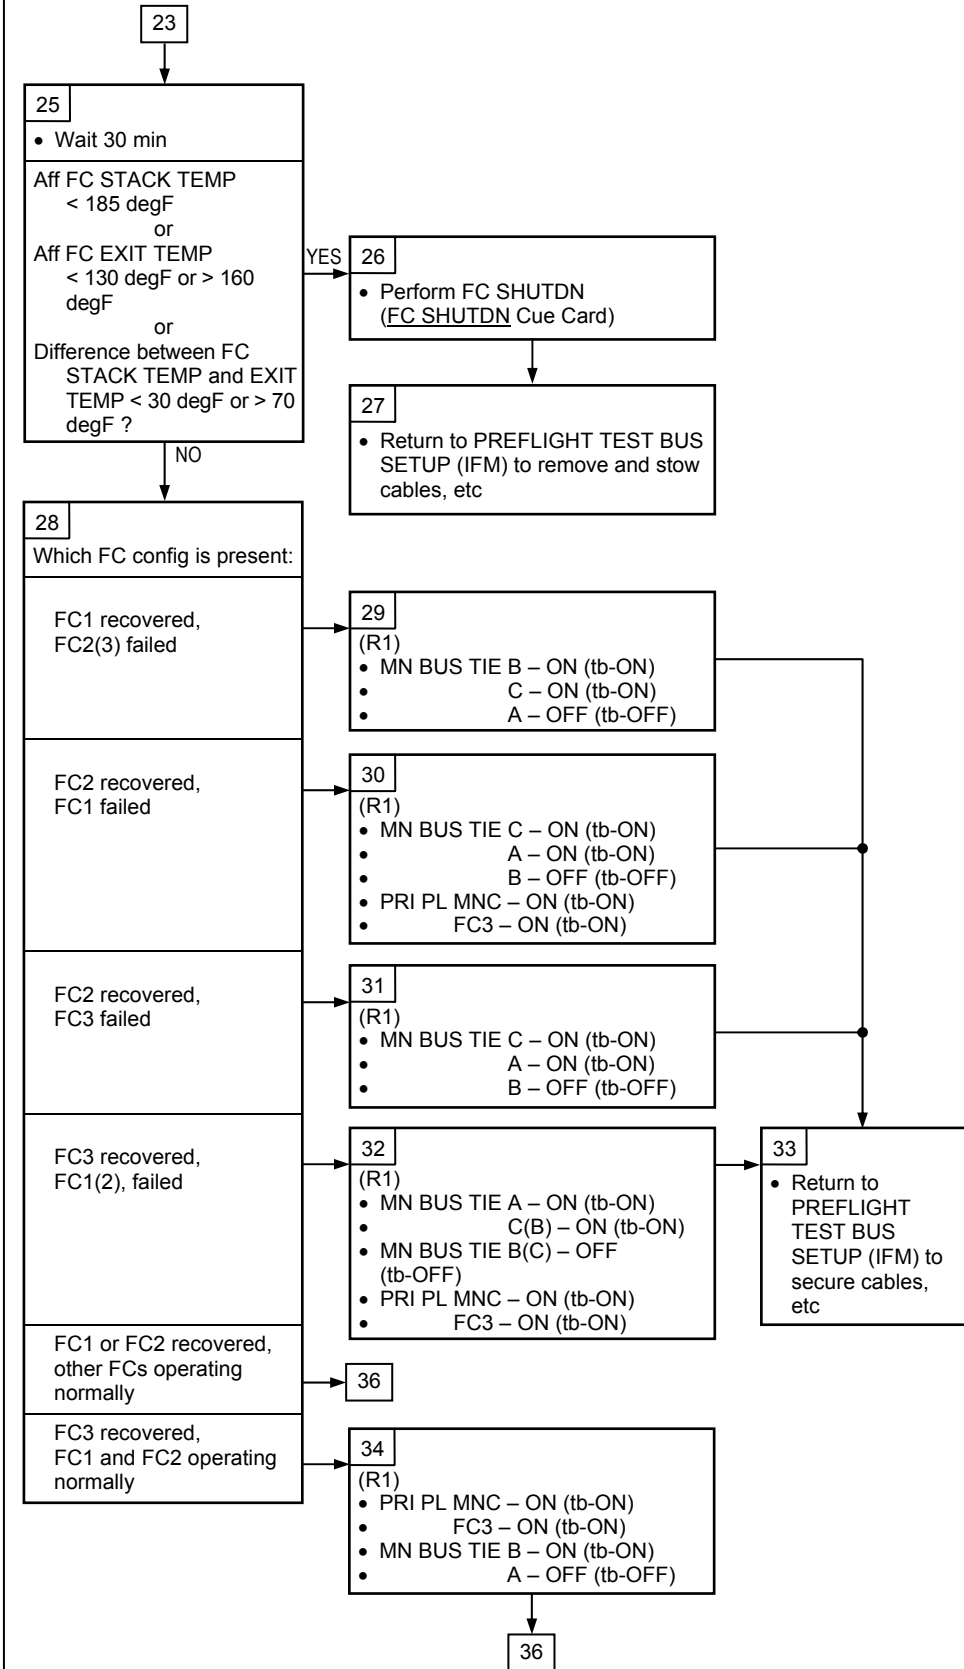 23
25
• Wait 30 min
Aff FC STACK TEMP
< 185 degF
or
Aff FC EXIT TEMP
< 130 degF or > 160
degF
or
Difference between FC
STACK TEMP and EXIT
TEMP < 30 degF or > 70
degF ?
YES
26
• Perform FC SHUTDN
(FC SHUTDN Cue Card)
27
• Return to PREFLIGHT TEST BUS
SETUP (IFM) to remove and stow
cables, etc
NO
28
Which FC config is present:
FC1 recovered,
FC2(3) failed
29
(R1)
• MN BUS TIE B – ON (tb-ON)
• C – ON (tb-ON)
• A – OFF (tb-OFF)
FC2 recovered,
FC1 failed
30
(R1)
• MN BUS TIE C – ON (tb-ON)
• A – ON (tb-ON)
• B – OFF (tb-OFF)
• PRI PL MNC – ON (tb-ON)
• FC3 – ON (tb-ON)
FC2 recovered,
FC3 failed
31
(R1)
• MN BUS TIE C – ON (tb-ON)
• A – ON (tb-ON)
• B – OFF (tb-OFF)
FC3 recovered,
FC1(2), failed
32
(R1)
• MN BUS TIE A – ON (tb-ON)
• C(B) – ON (tb-ON)
• MN BUS TIE B(C) – OFF
(tb-OFF)
• PRI PL MNC – ON (tb-ON)
• FC3 – ON (tb-ON)
33
• Return to
PREFLIGHT
TEST BUS
SETUP (IFM) to
secure cables,
etc
FC1 or FC2 recovered,
other FCs operating
normally
36
FC3 recovered,
FC1 and FC2 operating
normally
34
(R1)
• PRI PL MNC – ON (tb-ON)
• FC3 – ON (tb-ON)
• MN BUS TIE B – ON (tb-ON)
• A – OFF (tb-OFF)
36